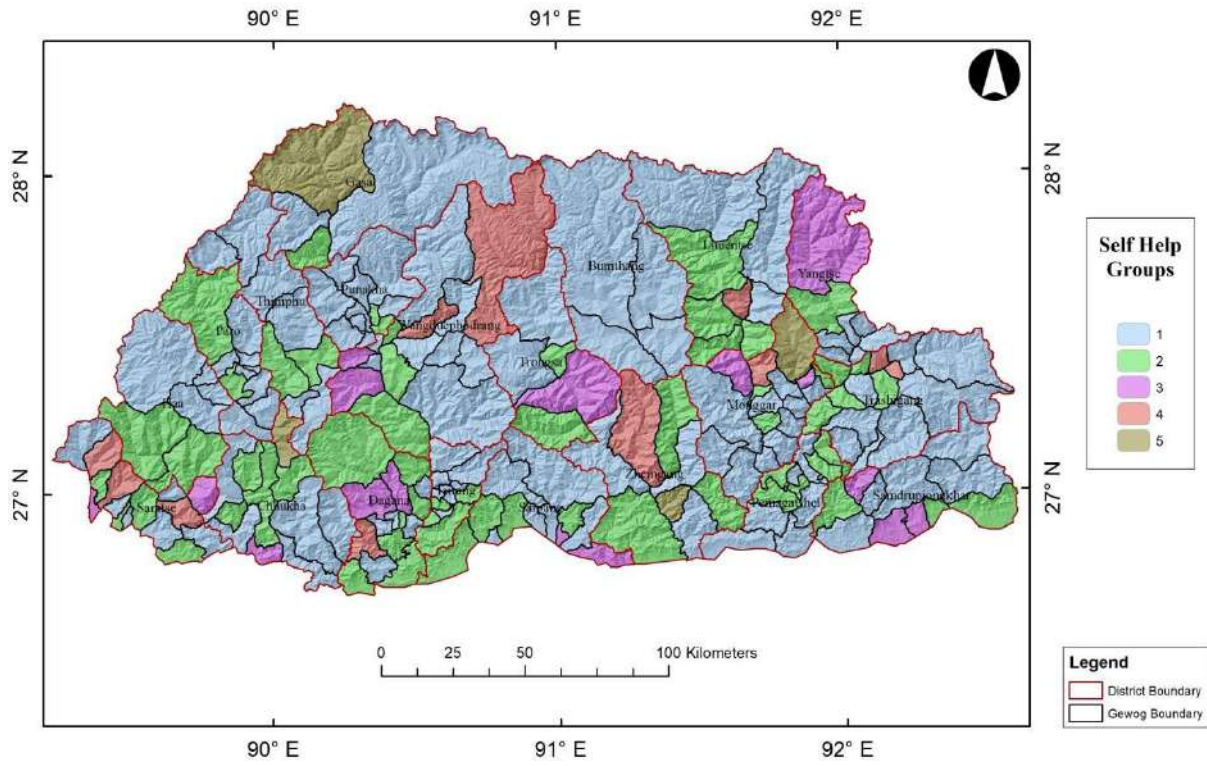 90° E
91° E
92° E
28° N
28° N
27° N
27° N
Gasa
Punakha
Thimphu
Paro
Wangduephodrang
Bumthang
Lhuentse
Yangtse
Trongsa
Haa
Monggar
Trashigang
Zhemgang
Samtse
Chukha
Dagana
Tsirang
Sarpang
Pemagatshel
Samdrupjongkhar
Self Help
Groups
1
2
3
4
5
0 25 50 100 Kilometers
Legend
District Boundary
Gewog Boundary
90° E
91° E
92° E